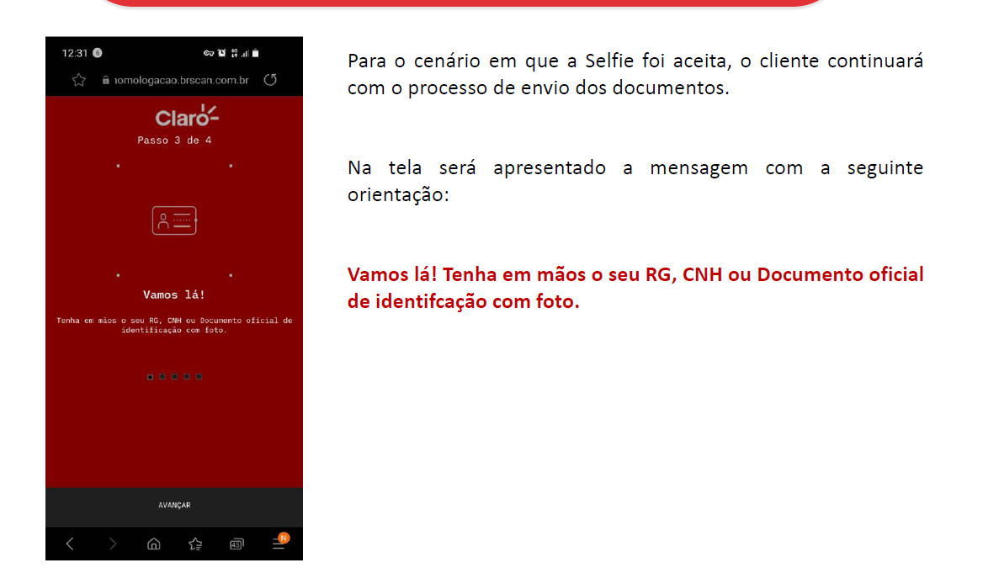 12:31
homologacao.brscan.com.br
Claro
Passo 3 de 4
Vamos lá!
Tenha em mãos o seu RG, CNH ou Documento oficial de
identificação com foto.
AVANÇAR
45
N
Para o cenário em que a Selfie foi aceita, o cliente continuará
com o processo de envio dos documentos.
Na tela será apresentado a mensagem com a seguinte
orientação:
Vamos lá! Tenha em mãos o seu RG, CNH ou Documento oficial
de identifcação com foto.